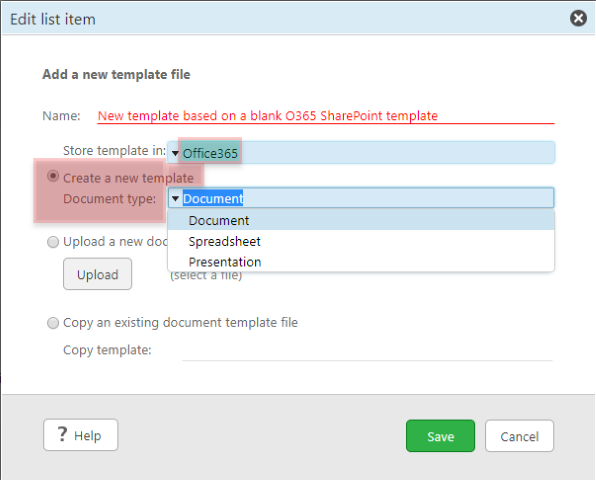 Edit list item
Add a new template file
Name: New template based on a blank O365 SharePoint template
Store template in: Office365
Create a new template
Document type: Document
Document
Upload a new doc
Spreadsheet
Presentation
Upload (select a file)
Copy an existing document template file
Copy template:
? Help
Save
Cancel